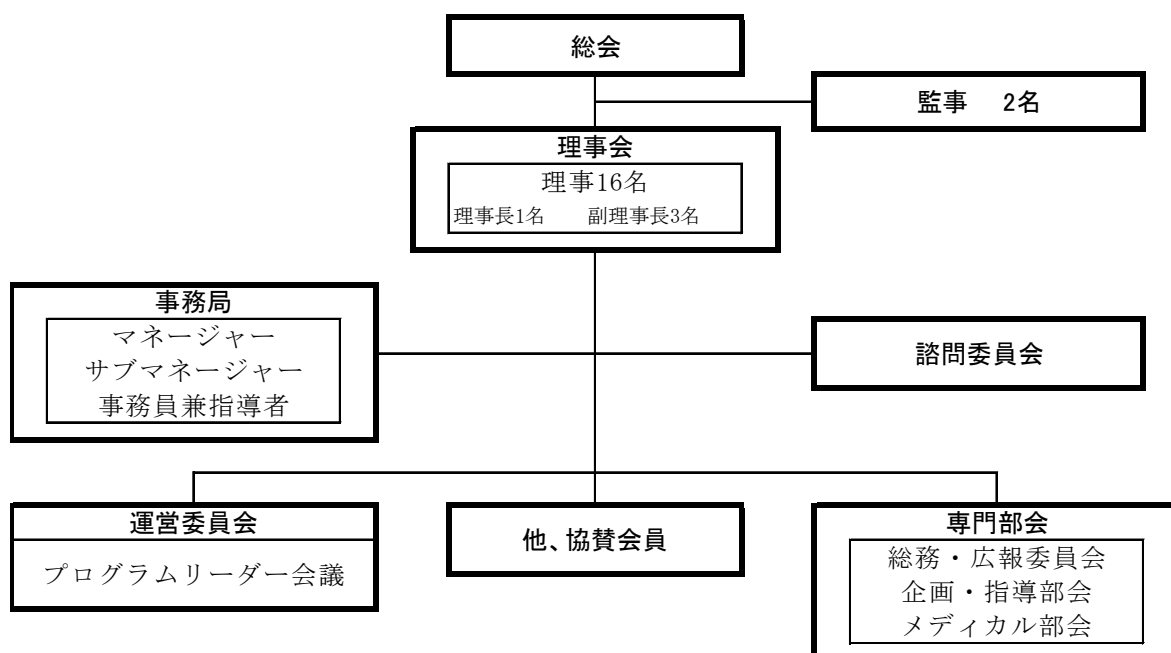 総会
監事 2名
理事会
理事16名
理事長1名 副理事長3名
事務局
マネージャー
サブマネージャー
事務員兼指導者
諮問委員会
運営委員会
プログラムリーダー会議
他、協賛会員
専門部会
総務・広報委員会
企画・指導部会
メディカル部会